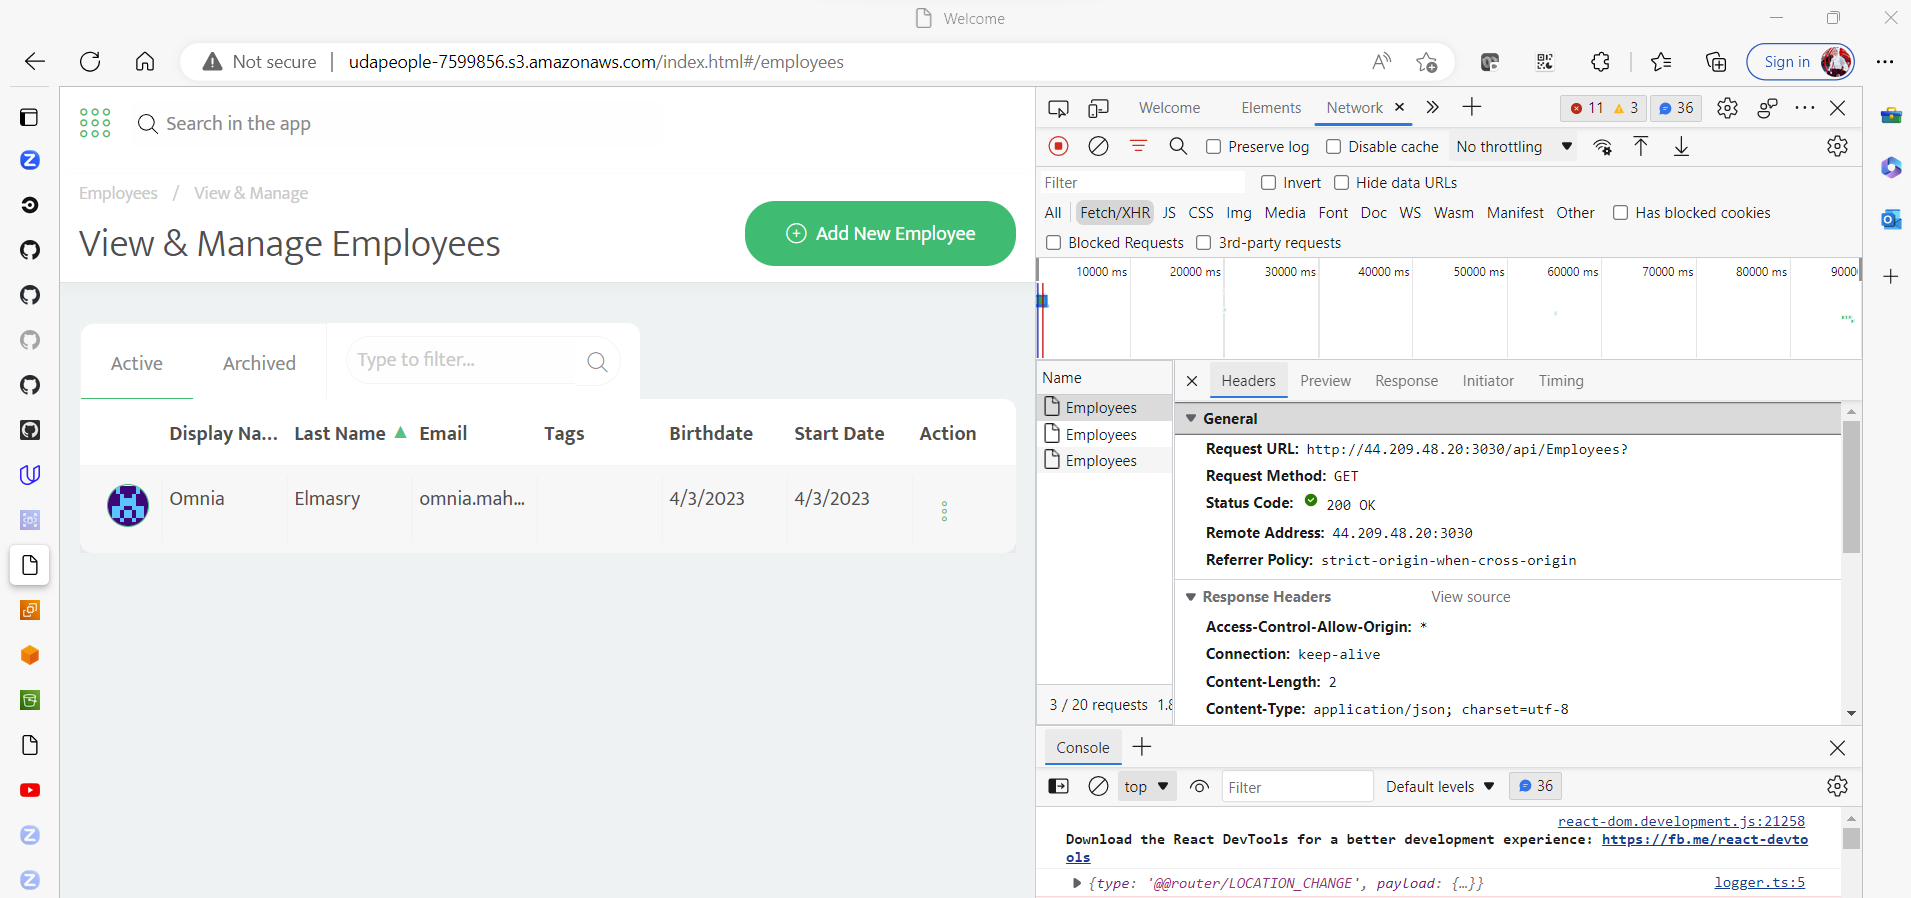 Welcome
Not secure | udapeople-7599856.s3.amazonaws.com/index.html#/employees
Sign in
Search in the app
Employees / View & Manage
View & Manage Employees
Add New Employee
Active Archived Type to filter...
Display Na... Last Name Email Tags Birthdate Start Date Action
Omnia Elmasry omnia.mah... 4/3/2023 4/3/2023
Welcome Elements Network 11 3 36
Preserve log Disable cache No throttling
Filter Invert Hide data URLs
All Fetch/XHR JS CSS Img Media Font Doc WS Wasm Manifest Other Has blocked cookies
Blocked Requests 3rd-party requests
10000 ms 20000 ms 30000 ms 40000 ms 50000 ms 60000 ms 70000 ms 80000 ms 9000
Name
Employees
Employees
Employees
3 / 20 requests 1.8
Headers Preview Response Initiator Timing
General
Request URL: http://44.209.48.20:3030/api/Employees?
Request Method: GET
Status Code: 200 OK
Remote Address: 44.209.48.20:3030
Referrer Policy: strict-origin-when-cross-origin
Response Headers View source
Access-Control-Allow-Origin: *
Connection: keep-alive
Content-Length: 2
Content-Type: application/json; charset=utf-8
Console
top Filter Default levels 36
react-dom.development.js:21258
Download the React DevTools for a better development experience: https://fb.me/react-devto
ols
{type: '@@router/LOCATION_CHANGE', payload: {…}} logger.ts:5